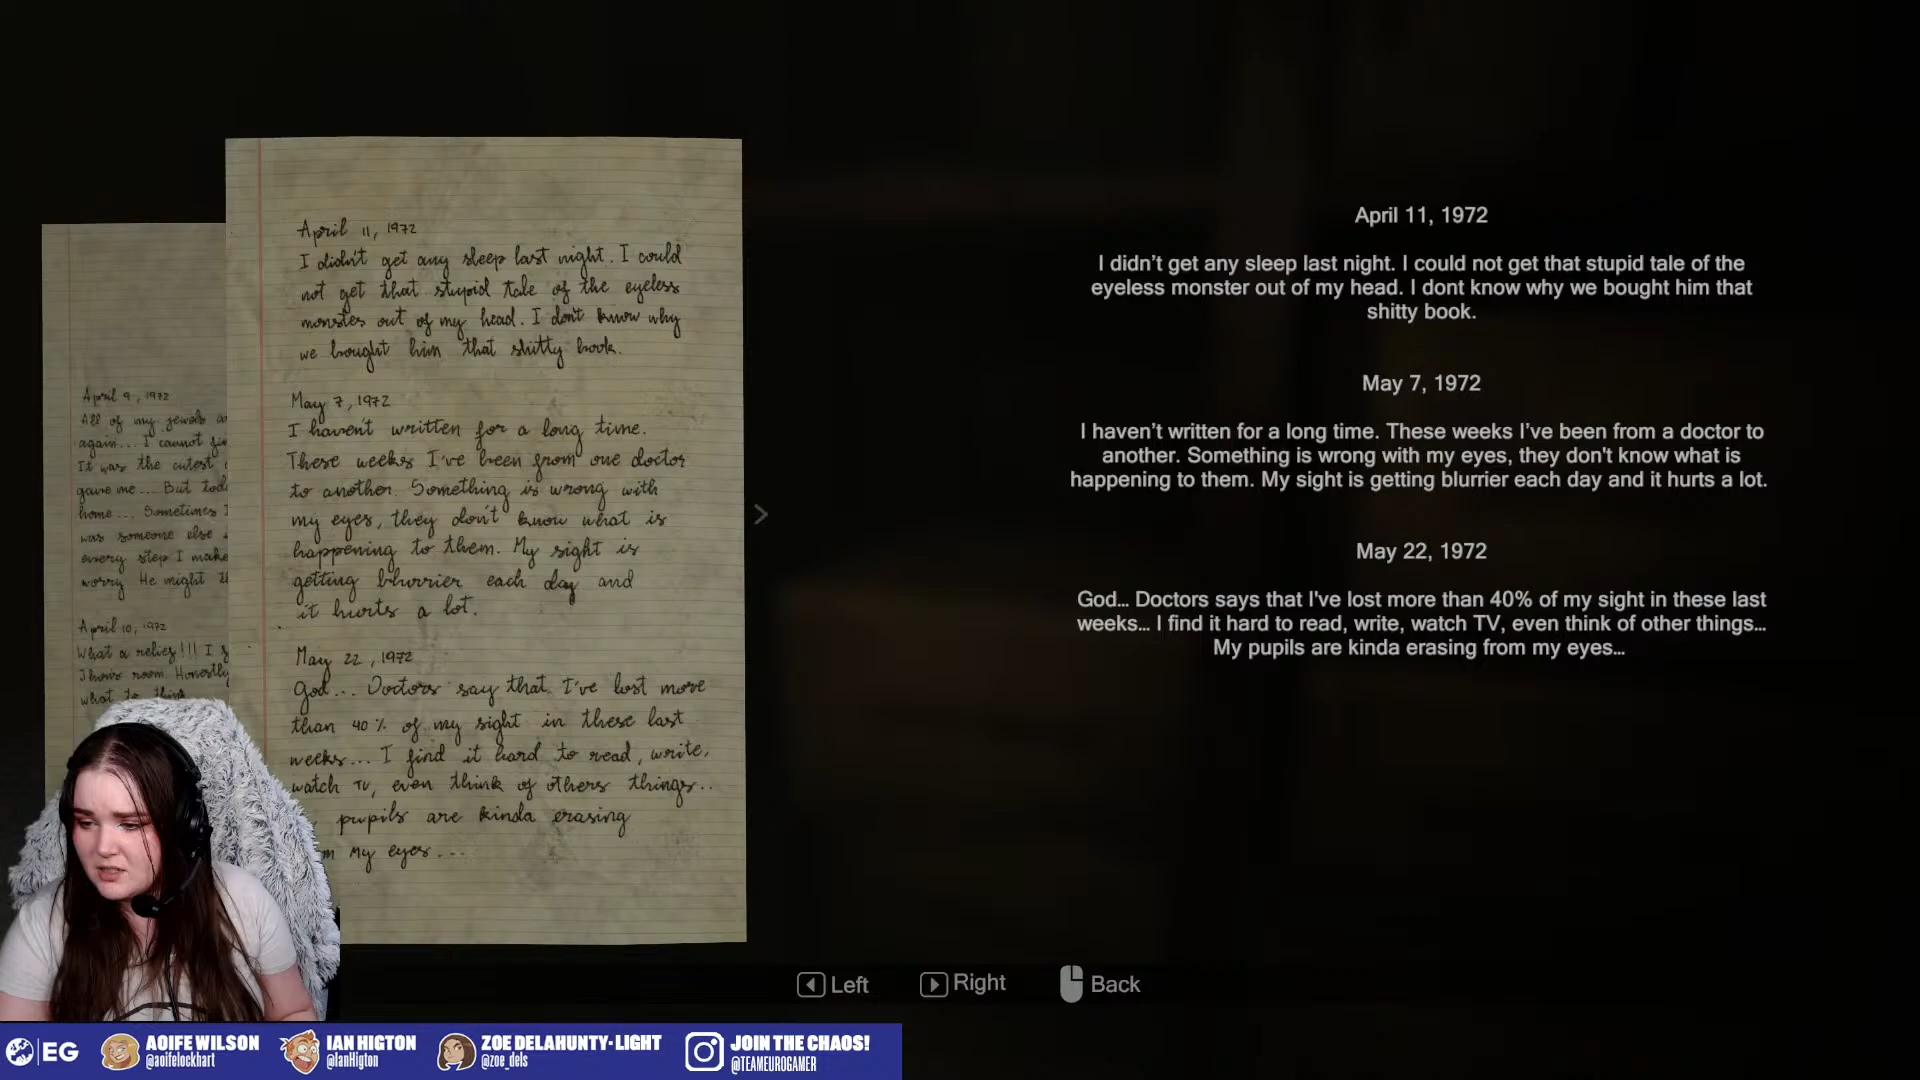 April 9, 1972
All of my jewels
again... I cannot
It was the cutest
gave me... But
home... Sometimes I
was someone else
every step I make
worry He might
April 10, 1972
What a relief!!! I
room. Honestly
what to think
April 11, 1972
I didn't get any sleep last night. I could
not get that stupid tale of the eyeless
monster out of my head. I don't know why
we bought him that shitty book.
May 7, 1972
I haven't written for a long time.
These weeks I've been from one doctor
to another. Something is wrong with
my eyes, they don't know what is
happening to them. My sight is
getting blurrier each day and
it hurts a lot.
May 22, 1972
God... Doctors say that I've lost more
than 40% of my sight in these last
weeks... I find it hard to read, write,
watch TV, even think of others things..
pupils are kinda erasing
my eyes...
April 11, 1972
I didn't get any sleep last night. I could not get that stupid tale of the
eyeless monster out of my head. I dont know why we bought him that
shitty book.
May 7, 1972
I haven't written for a long time. These weeks I've been from a doctor to
another. Something is wrong with my eyes, they don't know what is
happening to them. My sight is getting blurrier each day and it hurts a lot.
May 22, 1972
God... Doctors says that I've lost more than 40% of my sight in these last
weeks... I find it hard to read, write, watch TV, even think of other things...
My pupils are kinda erasing from my eyes...
Left Right Back
EG
AOIFE WILSON
@aoifelockhart
IAN HIGTON
@IanHigton
ZOE DELAHUNTY-LIGHT
@zoe_dels
JOIN THE CHAOS!
@TEAMEUROGAMER